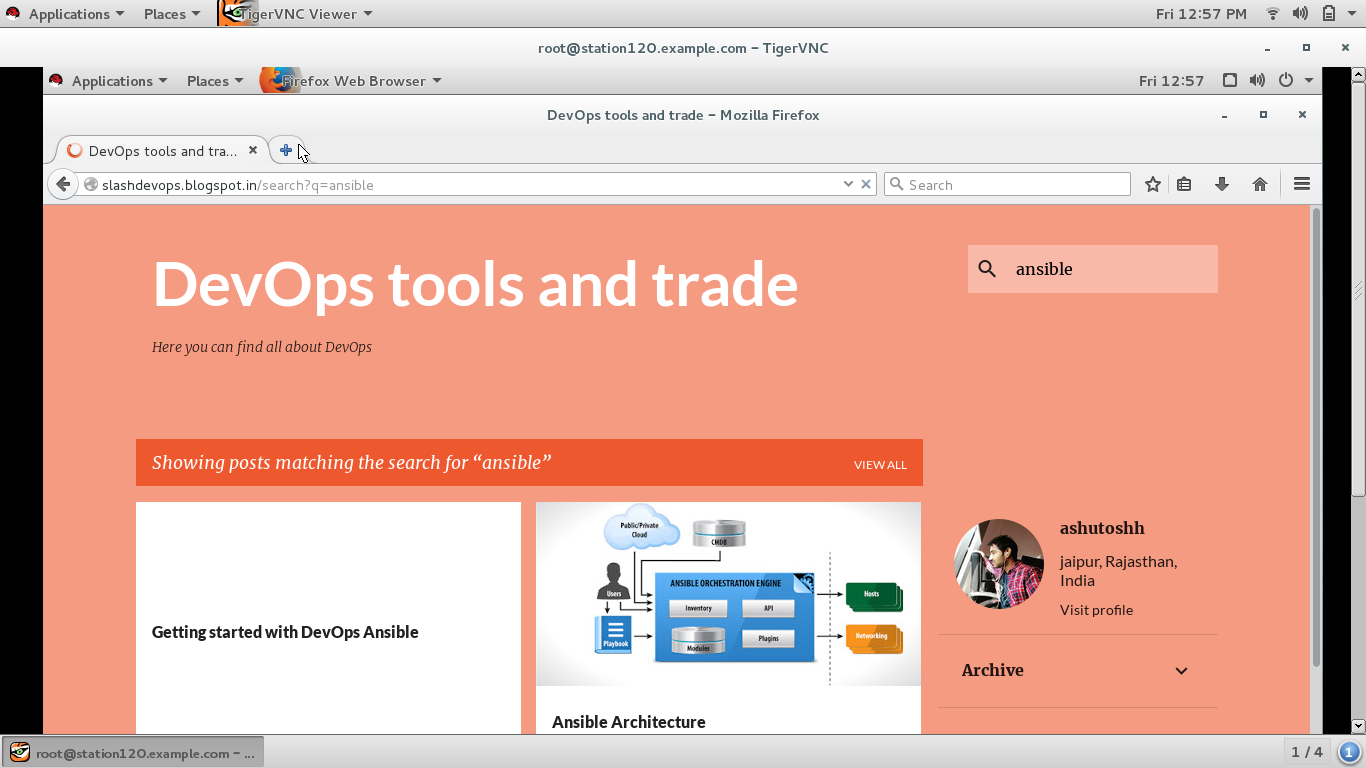 Applications Places TigerVNC Viewer Fri 12:57 PM
root@station120.example.com – TigerVNC
Applications Places Firefox Web Browser Fri 12:57
DevOps tools and trade – Mozilla Firefox
DevOps tools and tra...
slashdevops.blogspot.in/search?q=ansible Search
DevOps tools and trade
ansible
Here you can find all about DevOps
Showing posts matching the search for “ansible” VIEW ALL
Getting started with DevOps Ansible
Public/Private
Cloud
CMDB
Users
ANSIBLE ORCHESTRATION ENGINE
Inventory API
Modules Plugins
Playbook
Hosts
Networking
Ansible Architecture
ashutoshh
jaipur, Rajasthan,
India
Visit profile
Archive
root@station120.example.com – ...
1 / 4 1